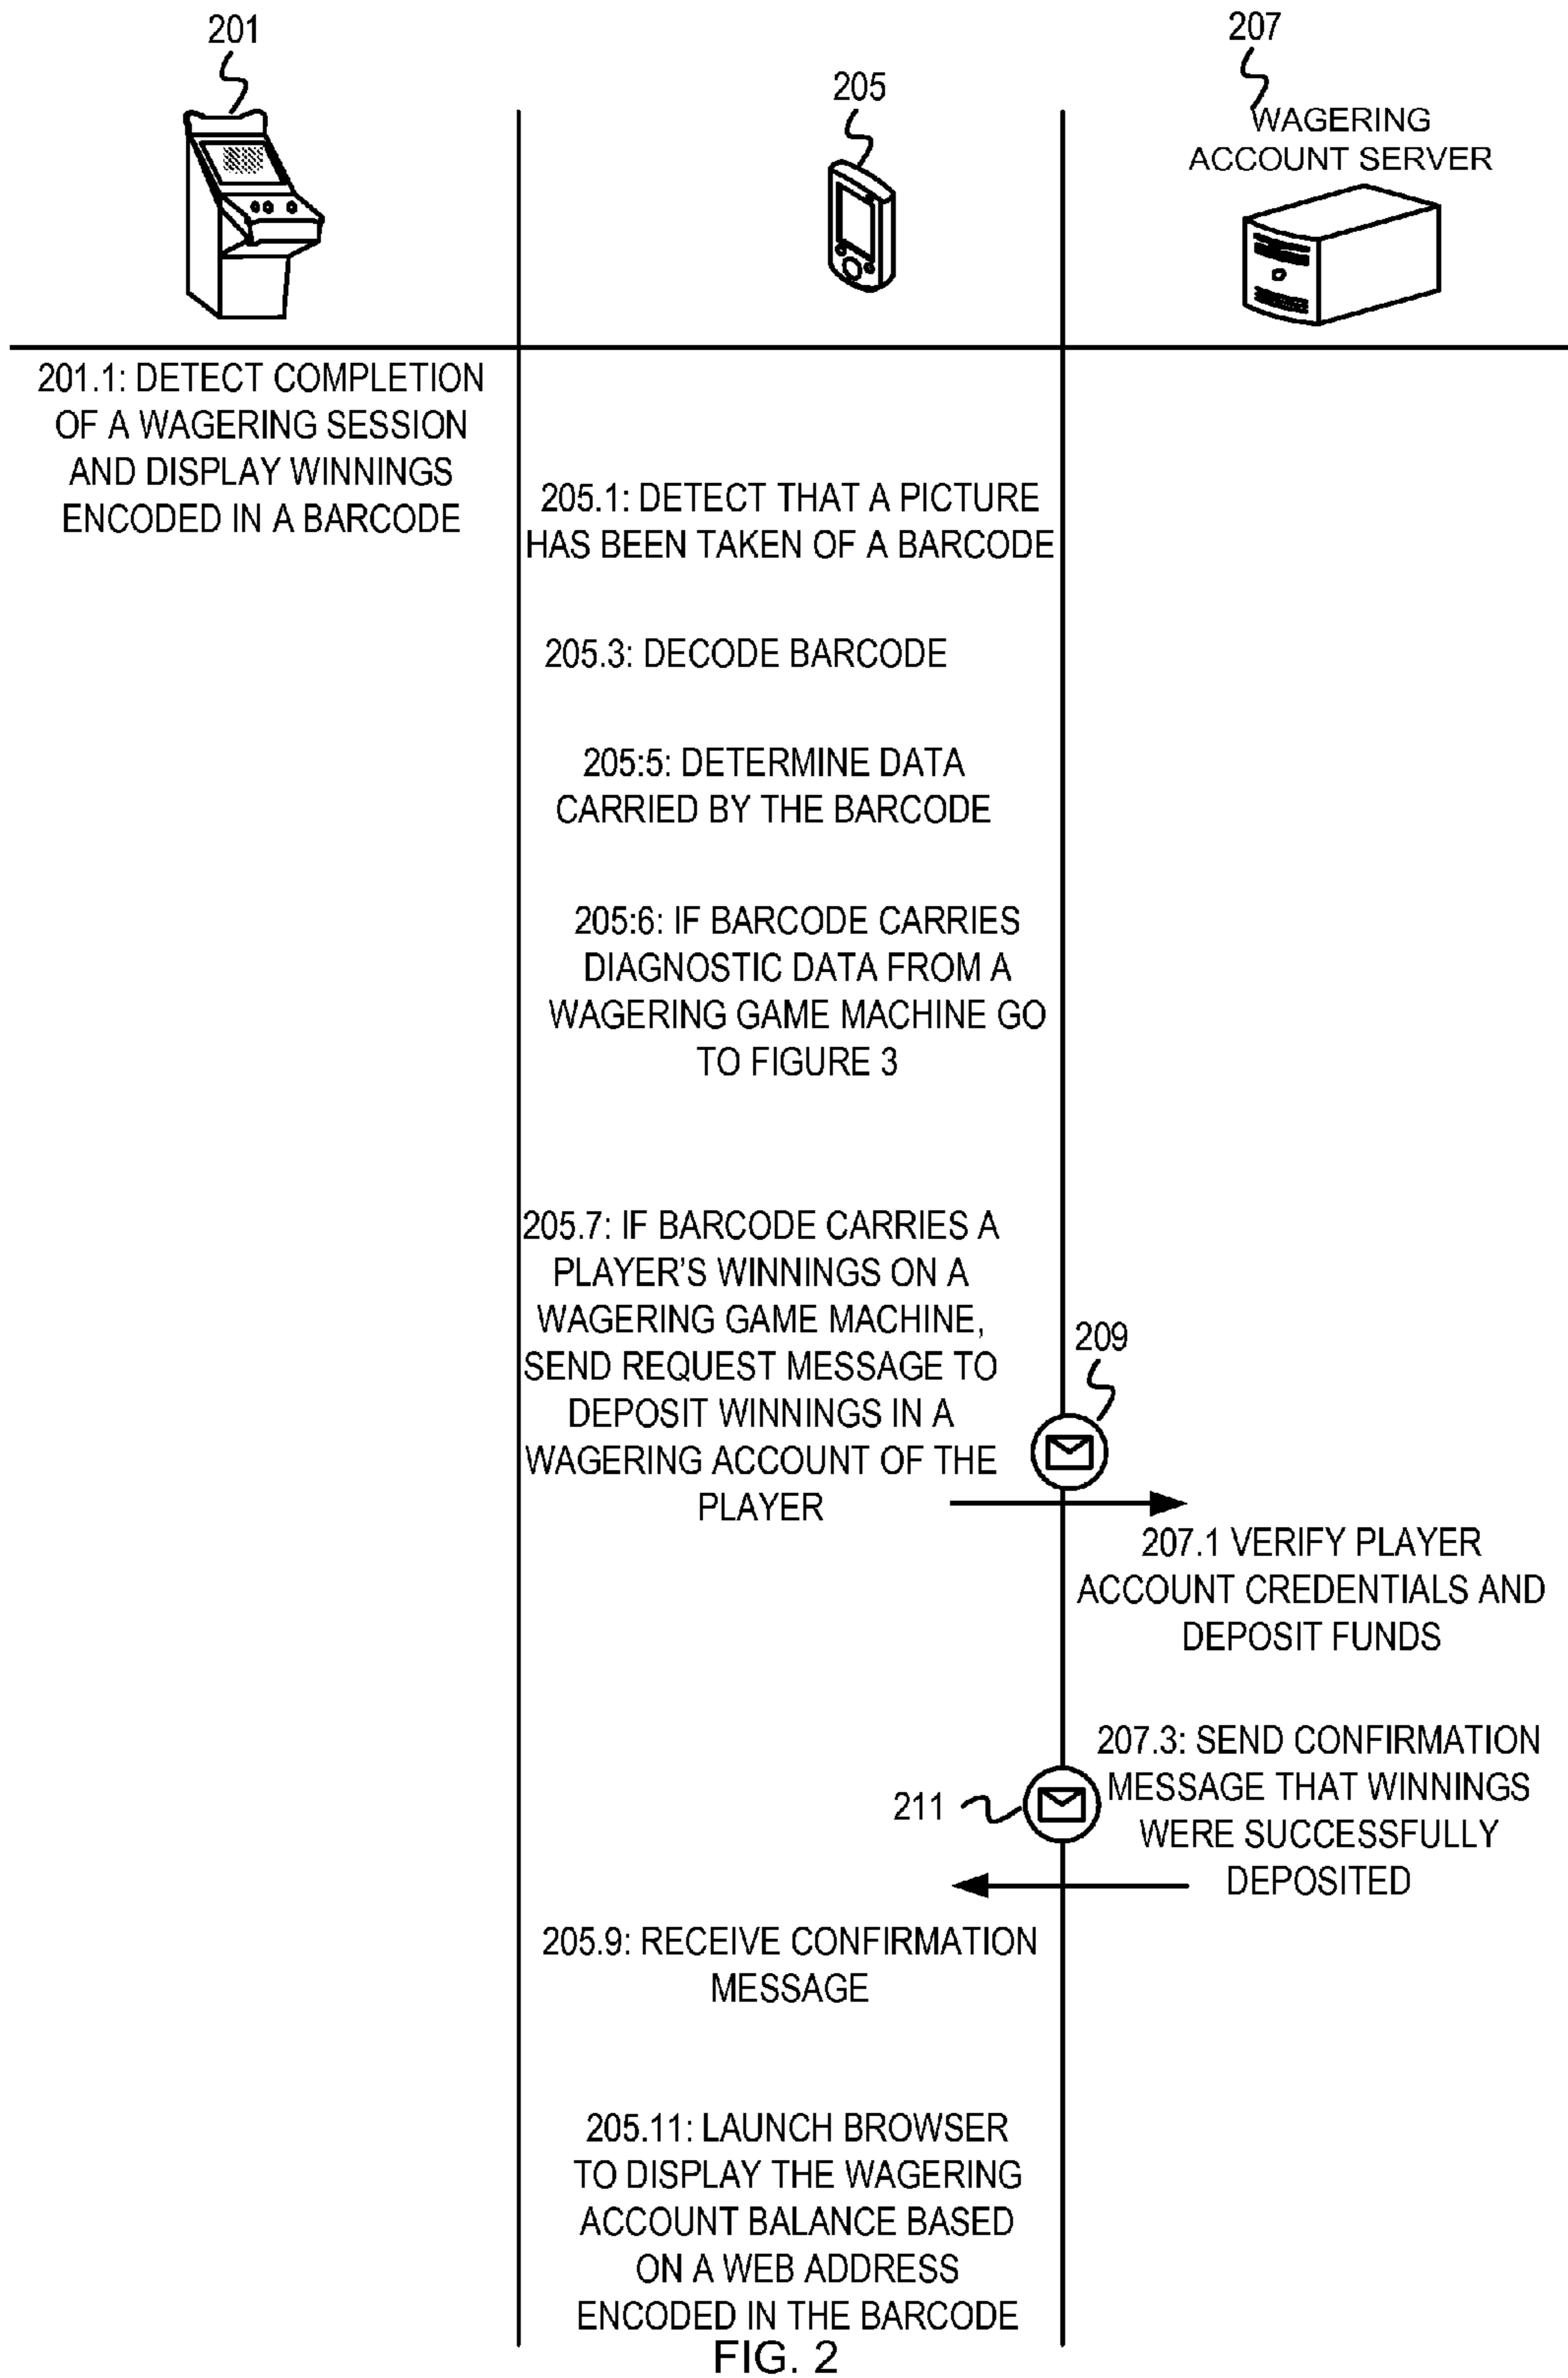 201
205
207
WAGERING
ACCOUNT SERVER
201.1: DETECT COMPLETION
OF A WAGERING SESSION
AND DISPLAY WINNINGS
ENCODED IN A BARCODE
205.1: DETECT THAT A PICTURE
HAS BEEN TAKEN OF A BARCODE
205.3: DECODE BARCODE
205:5: DETERMINE DATA
CARRIED BY THE BARCODE
205:6: IF BARCODE CARRIES
DIAGNOSTIC DATA FROM A
WAGERING GAME MACHINE GO
TO FIGURE 3
205.7: IF BARCODE CARRIES A
PLAYER'S WINNINGS ON A
WAGERING GAME MACHINE,
SEND REQUEST MESSAGE TO
DEPOSIT WINNINGS IN A
WAGERING ACCOUNT OF THE
PLAYER
209
207.1 VERIFY PLAYER
ACCOUNT CREDENTIALS AND
DEPOSIT FUNDS
207.3: SEND CONFIRMATION
MESSAGE THAT WINNINGS
WERE SUCCESSFULLY
DEPOSITED
211
205.9: RECEIVE CONFIRMATION
MESSAGE
205.11: LAUNCH BROWSER
TO DISPLAY THE WAGERING
ACCOUNT BALANCE BASED
ON A WEB ADDRESS
ENCODED IN THE BARCODE
FIG. 2